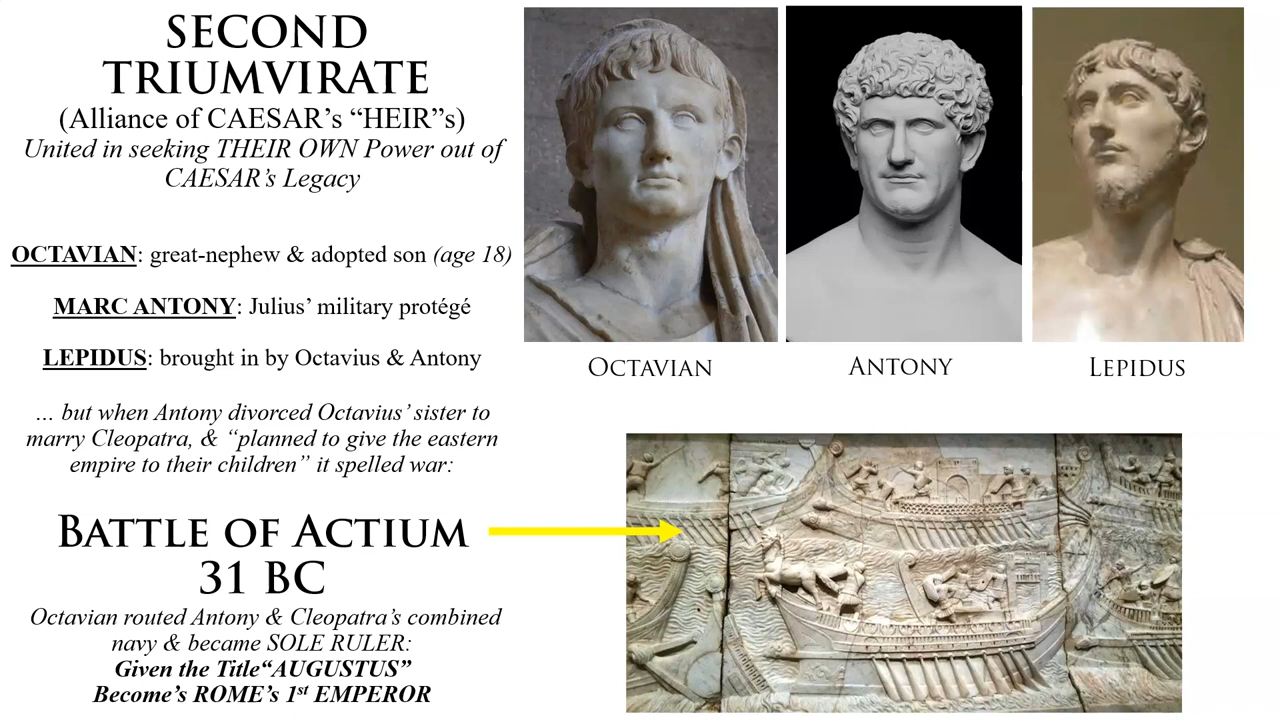 SECOND
TRIUMVIRATE
(Alliance of CAESAR’s “HEIR”s)
United in seeking THEIR OWN Power out of
CAESAR’s Legacy
OCTAVIAN: great-nephew & adopted son (age 18)
MARC ANTONY: Julius’ military protégé
LEPIDUS: brought in by Octavius & Antony
… but when Antony divorced Octavius’ sister to
marry Cleopatra, & “planned to give the eastern
empire to their children” it spelled war:
BATTLE OF ACTIUM
31 BC
Octavian routed Antony & Cleopatra’s combined
navy & became SOLE RULER:
Given the Title“AUGUSTUS”
Become’s ROME’s 1st EMPEROR
OCTAVIAN
ANTONY
LEPIDUS